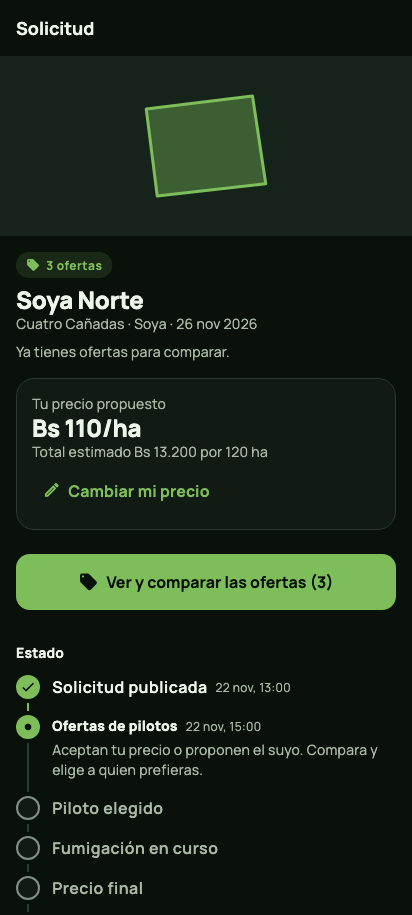 Solicitud
3 ofertas
Soya Norte
Cuatro Cañadas · Soya · 26 nov 2026
Ya tienes ofertas para comparar.
Tu precio propuesto
Bs 110/ha
Total estimado Bs 13.200 por 120 ha
Cambiar mi precio
Ver y comparar las ofertas (3)
Estado
Solicitud publicada 22 nov, 13:00
Ofertas de pilotos 22 nov, 15:00
Aceptan tu precio o proponen el suyo. Compara y
elige a quien prefieras.
Piloto elegido
Fumigación en curso
Precio final